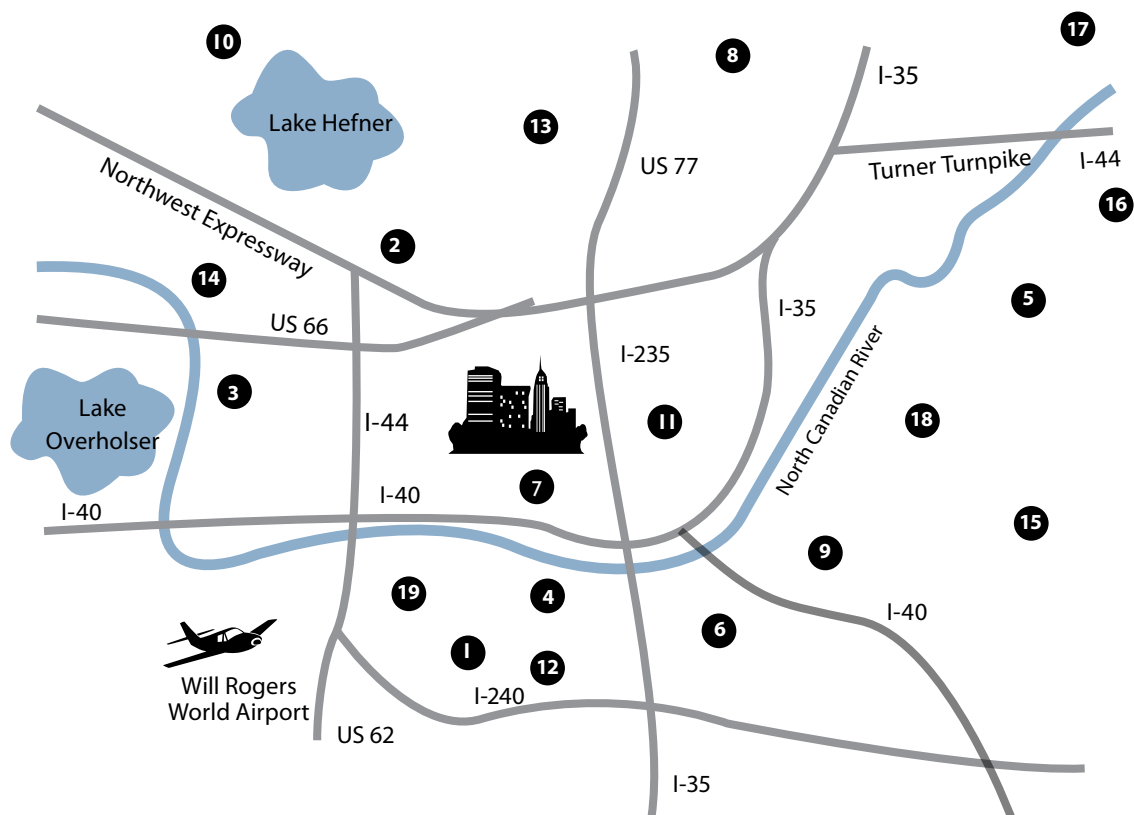 17
10
8
I-35
Lake Hefner
13
Turner Turnpike
I-44
US 77
Northwest Expressway
16
2
14
5
I-35
US 66
I-235
3
Lake
Overholser
I-44
11
18
North Canadian River
7
I-40
I-40
15
9
19
4
I-40
6
1
12
Will Rogers
World Airport
I-240
US 62
I-35